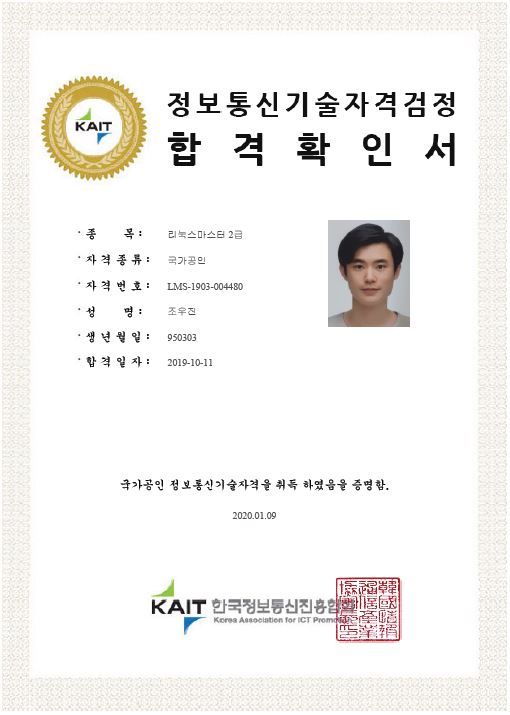 KAIT
정보통신기술자격검정
합격확인서
· 종 목 : 리눅스마스터 2급
· 자격종류 : 국가공인
· 자격번호 : LMS-1903-004480
· 성 명 : 조우진
· 생년월일 : 950303
· 합격일자 : 2019-10-11
국가공인 정보통신기술자격을 취득 하였음을 증명함.
2020.01.09
KAIT 한국정보통신진흥협회
Korea Association for ICT Promotion